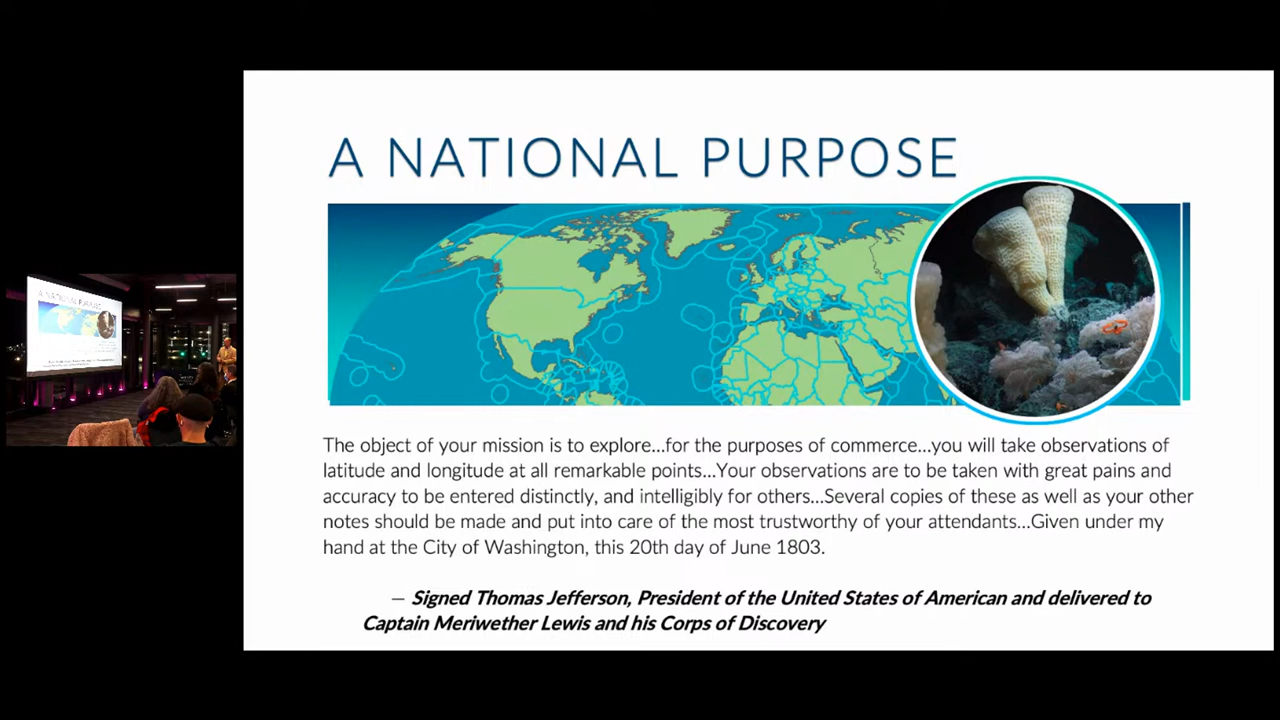 A NATIONAL PURPOSE
The object of your mission is to explore...for the purposes of commerce...you will take observations of
latitude and longitude at all remarkable points...Your observations are to be taken with great pains and
accuracy to be entered distinctly, and intelligibly for others...Several copies of these as well as your other
notes should be made and put into care of the most trustworthy of your attendants...Given under my
hand at the City of Washington, this 20th day of June 1803.
— Signed Thomas Jefferson, President of the United States of American and delivered to
Captain Meriwether Lewis and his Corps of Discovery
A NATIONAL PURPOSE